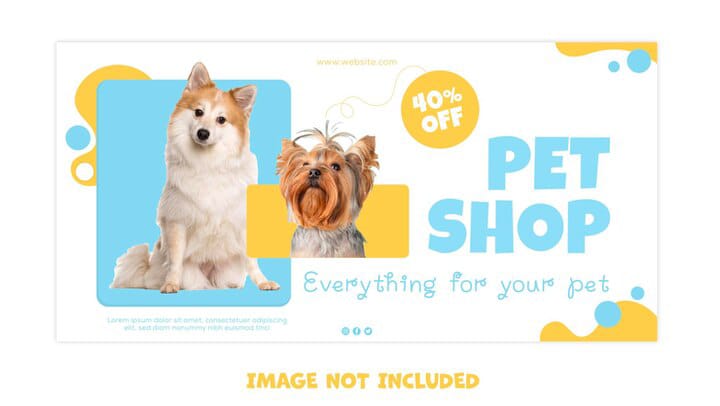 www.website.com
40%
OFF
PET
SHOP
Everything for your pet
Lorem ipsum dolor sit amet, consectetuer adipiscing
elit, sed diam nonummy nibh euismod tincl
IMAGE NOT INCLUDED